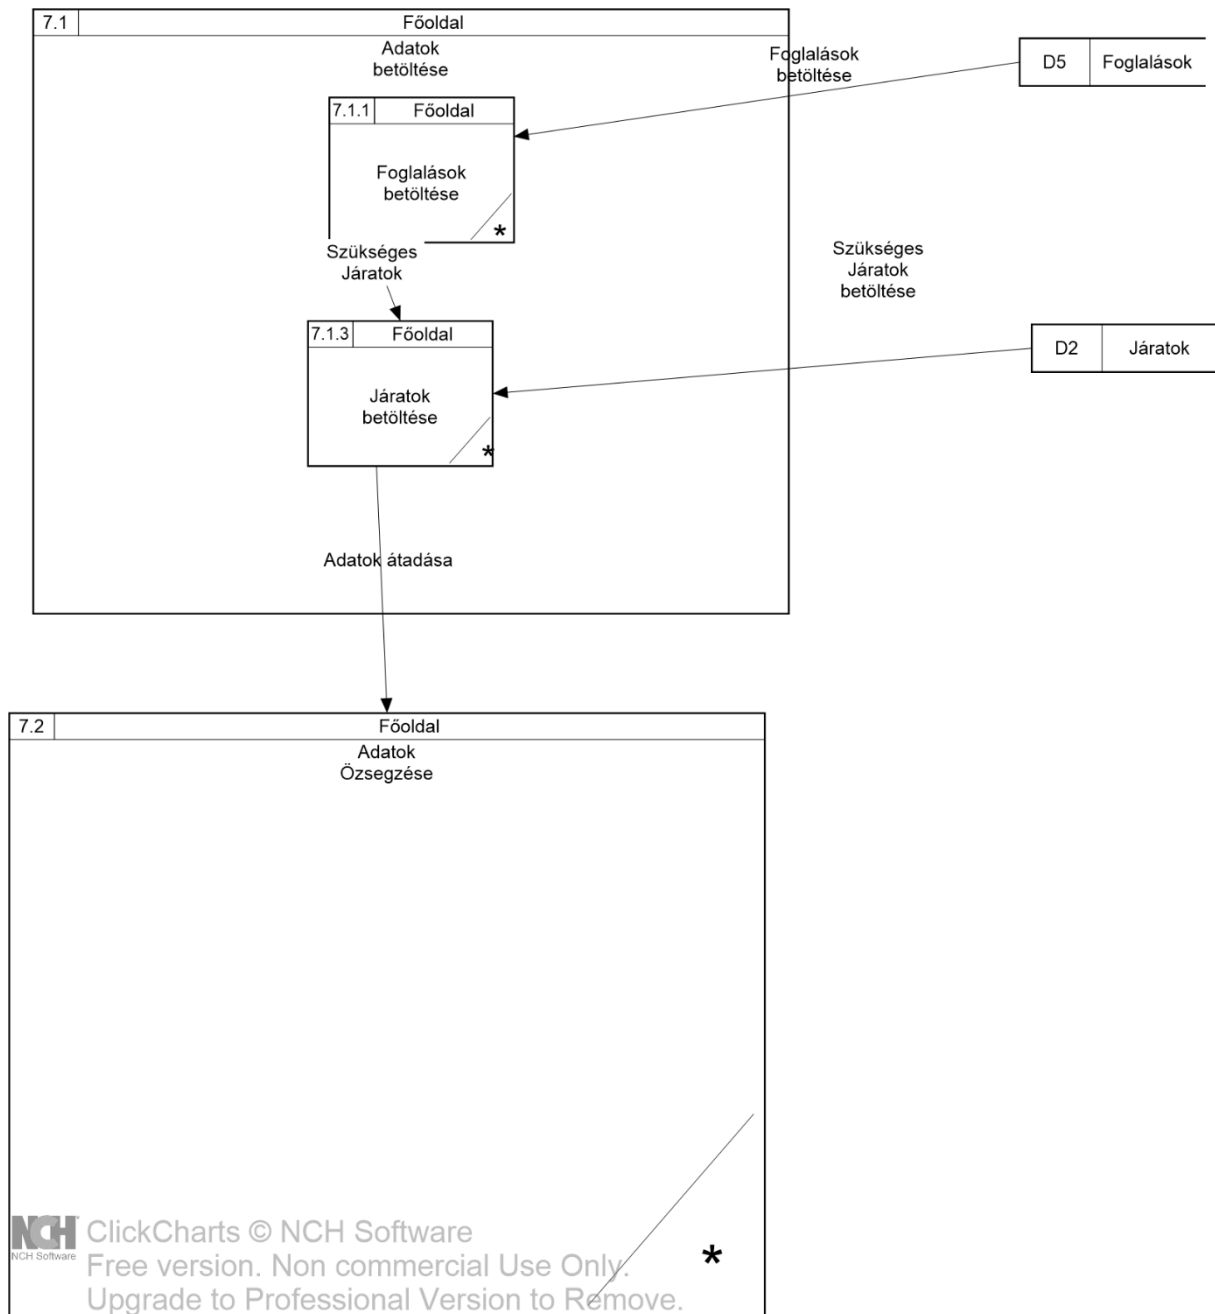 7.1
Főoldal
Adatok
betöltése
Foglalások
betöltése
D5
Foglalások
7.1.1
Főoldal
Foglalások
betöltése
*
Szükséges
Járatok
Szükséges
Járatok
betöltése
7.1.3
Főoldal
D2
Járatok
Járatok
betöltése
*
Adatok átadása
7.2
Főoldal
Adatok
Özsegzése
*
NCH
NCH Software
ClickCharts © NCH Software
Free version. Non commercial Use Only.
Upgrade to Professional Version to Remove.